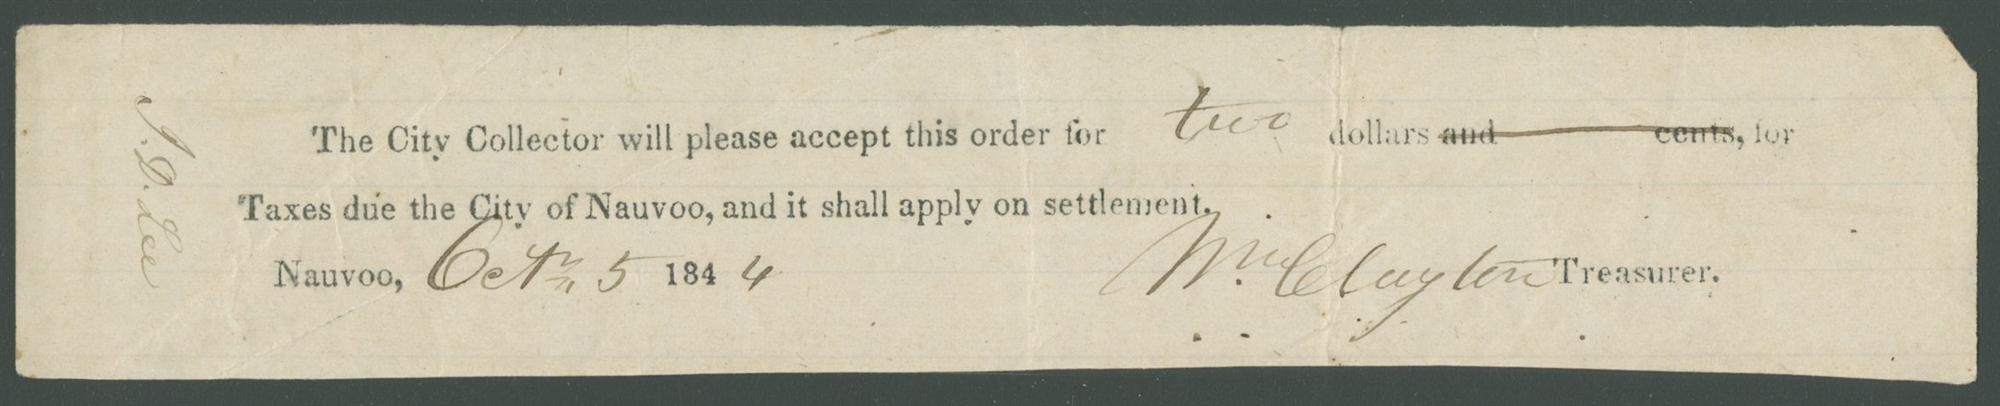 The City Collector will please accept this order for two dollars and cents, for
Taxes due the City of Nauvoo, and it shall apply on settlement.
Nauvoo, Octr 5 1844 Wm. Clayton Treasurer.
J. D. Lee